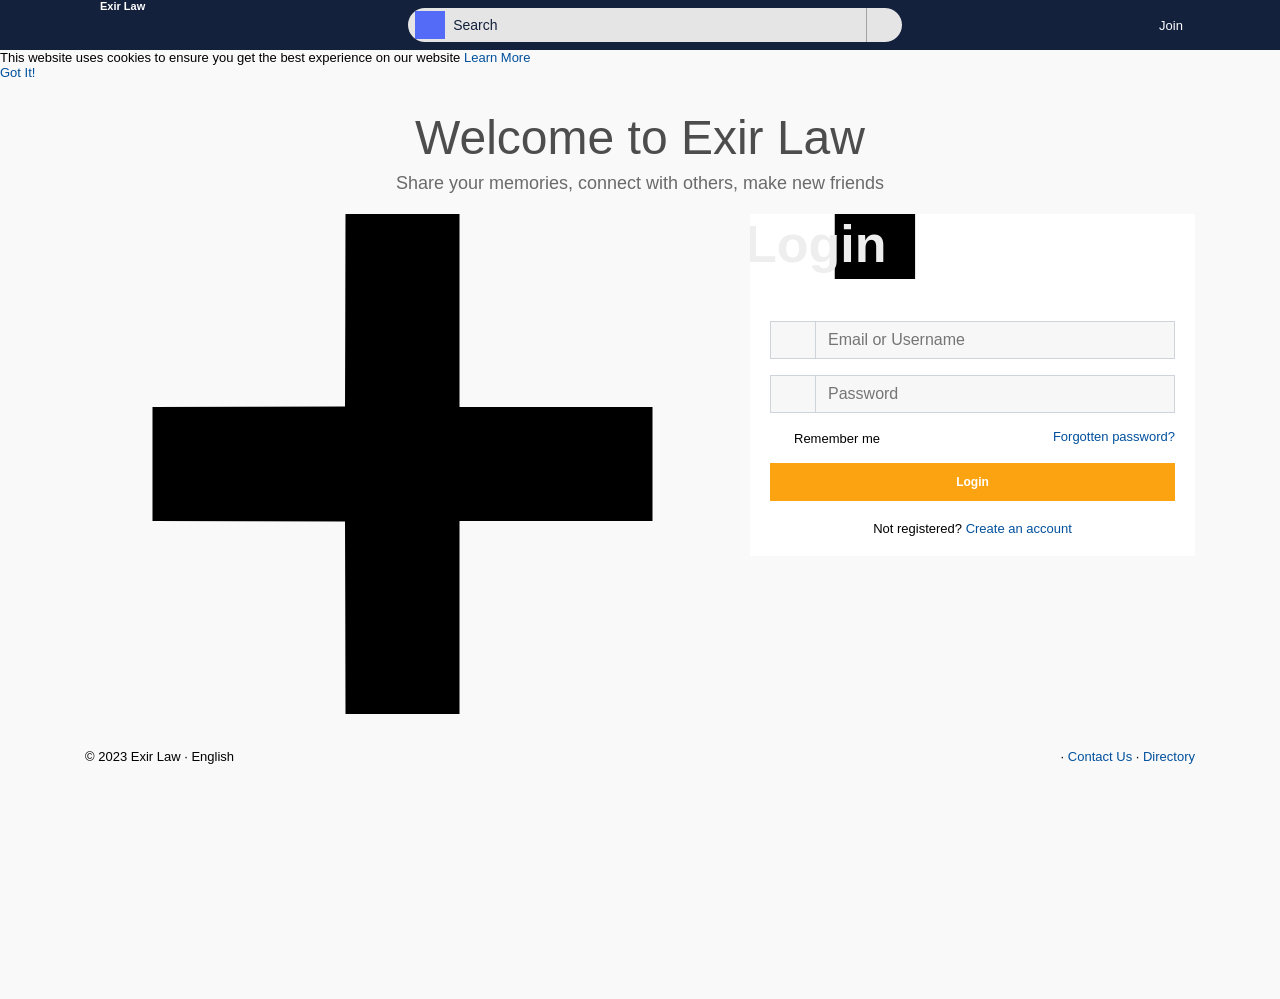 Exir Law
Search
Join
This website uses cookies to ensure you get the best experience on our website Learn More
Got It!
Welcome to Exir Law
Share your memories, connect with others, make new friends
Login
Email or Username
Password
Remember me
Forgotten password?
Login
Not registered? Create an account
© 2023 Exir Law · English
· Contact Us · Directory